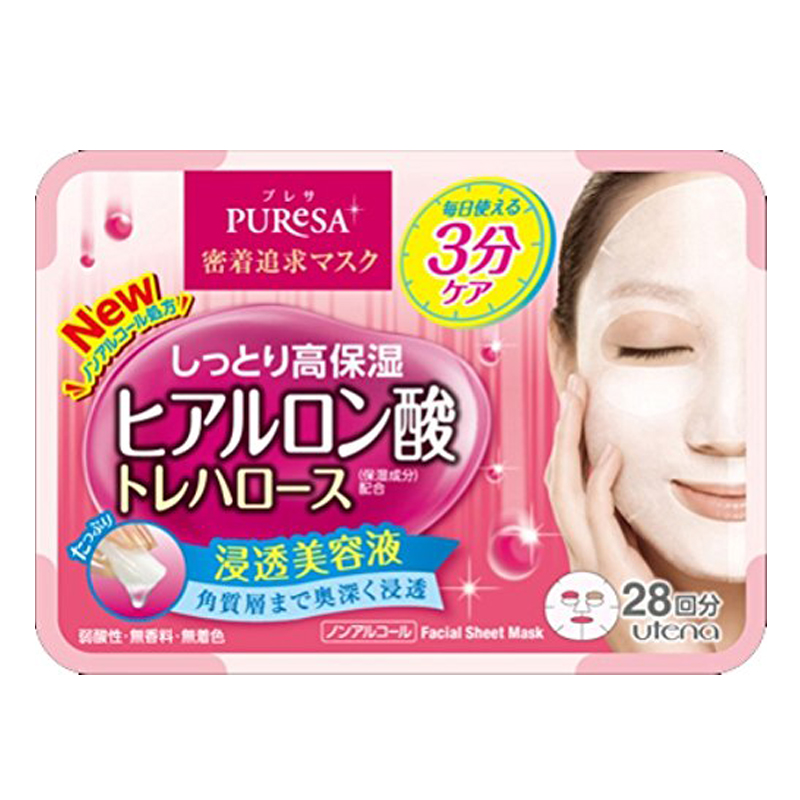 プレサ
PUReSA
密着追求マスク
毎日使える
3分
ケア
New
ノンアルコール処方
しっとり高保湿
ヒアルロン酸
トレハロース
(保湿成分)
配合
たっぷり
浸透美容液
角質層まで奥深く浸透
弱酸性・無香料・無着色
ノンアルコール
Facial Sheet Mask
28回分
utena